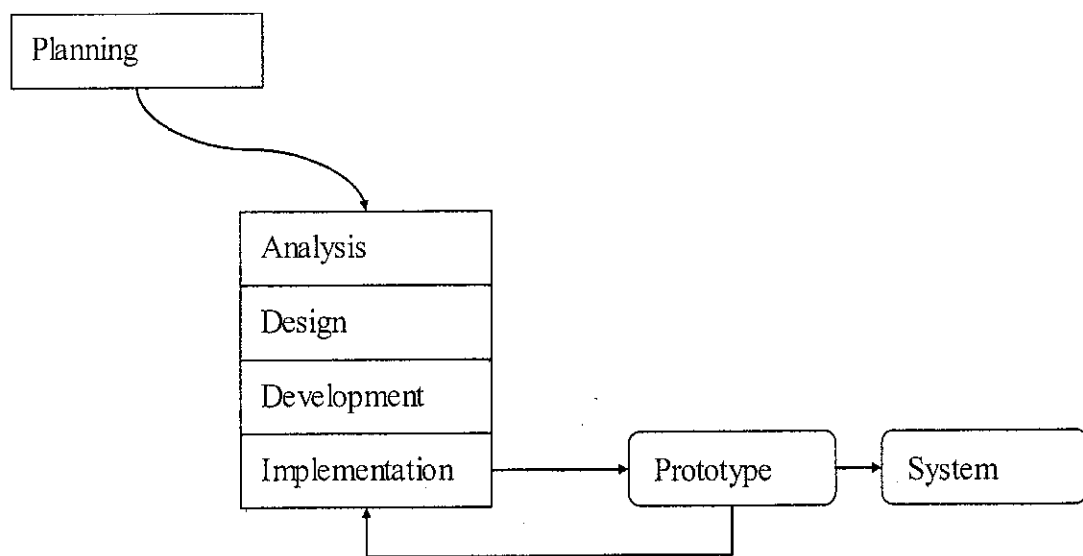 Planning
Analysis
Design
Development
Implementation
Prototype
System